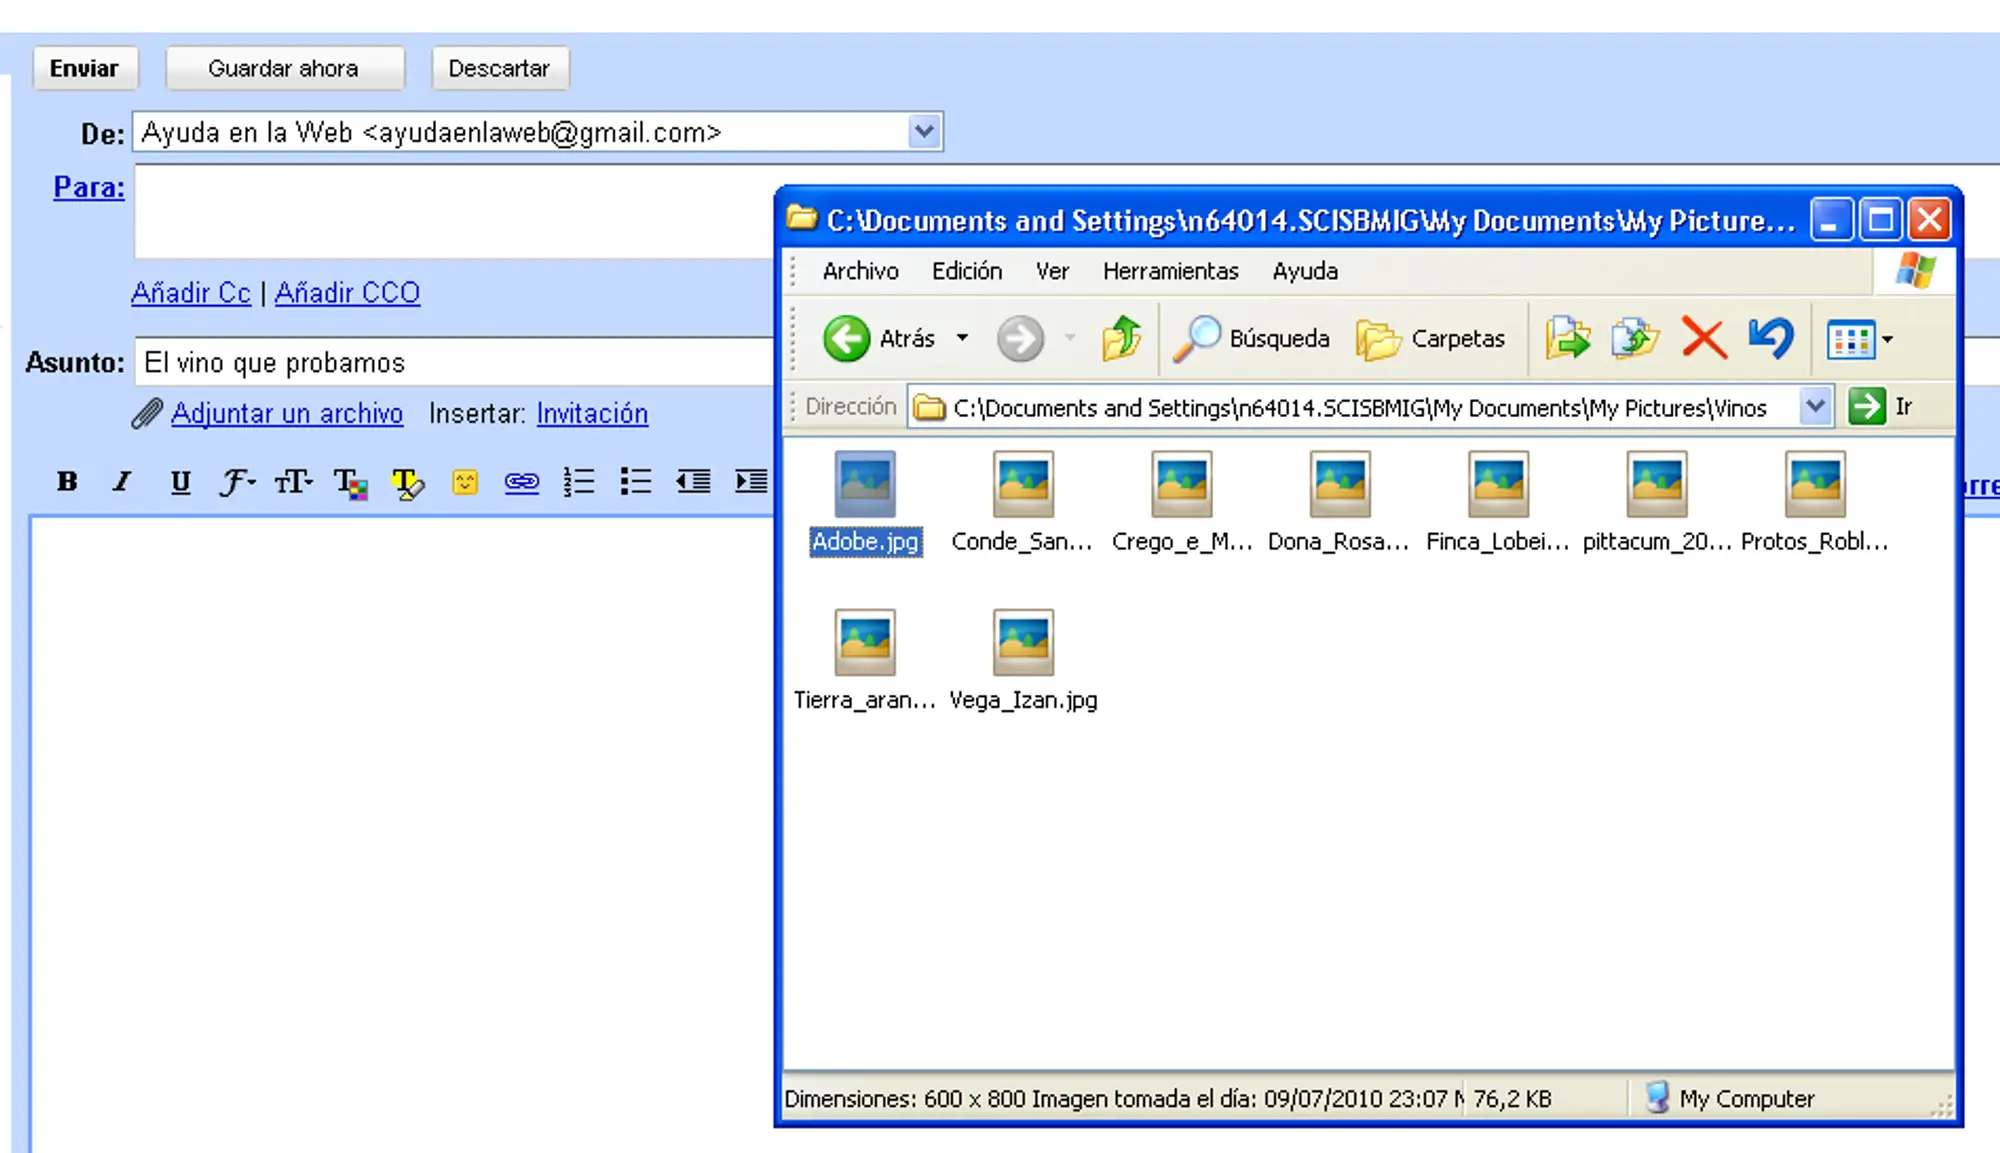 Enviar Guardar ahora Descartar
De: Ayuda en la Web <ayudaenlaweb@gmail.com>
Para:
Añadir Cc | Añadir CCO
Asunto: El vino que probamos
Adjuntar un archivo Insertar: Invitación
B I U
C:\Documents and Settings\n64014.SCISBMIG\My Documents\My Picture...
Archivo Edición Ver Herramientas Ayuda
Atrás Búsqueda Carpetas
Dirección C:\Documents and Settings\n64014.SCISBMIG\My Documents\My Pictures\Vinos Ir
Adobe.jpg Conde_San... Crego_e_M... Dona_Rosa... Finca_Lobei... pittacum_20... Protos_Robl...
Tierra_aran... Vega_Izan.jpg
Dimensiones: 600 x 800 Imagen tomada el día: 09/07/2010 23:07 76,2 KB My Computer